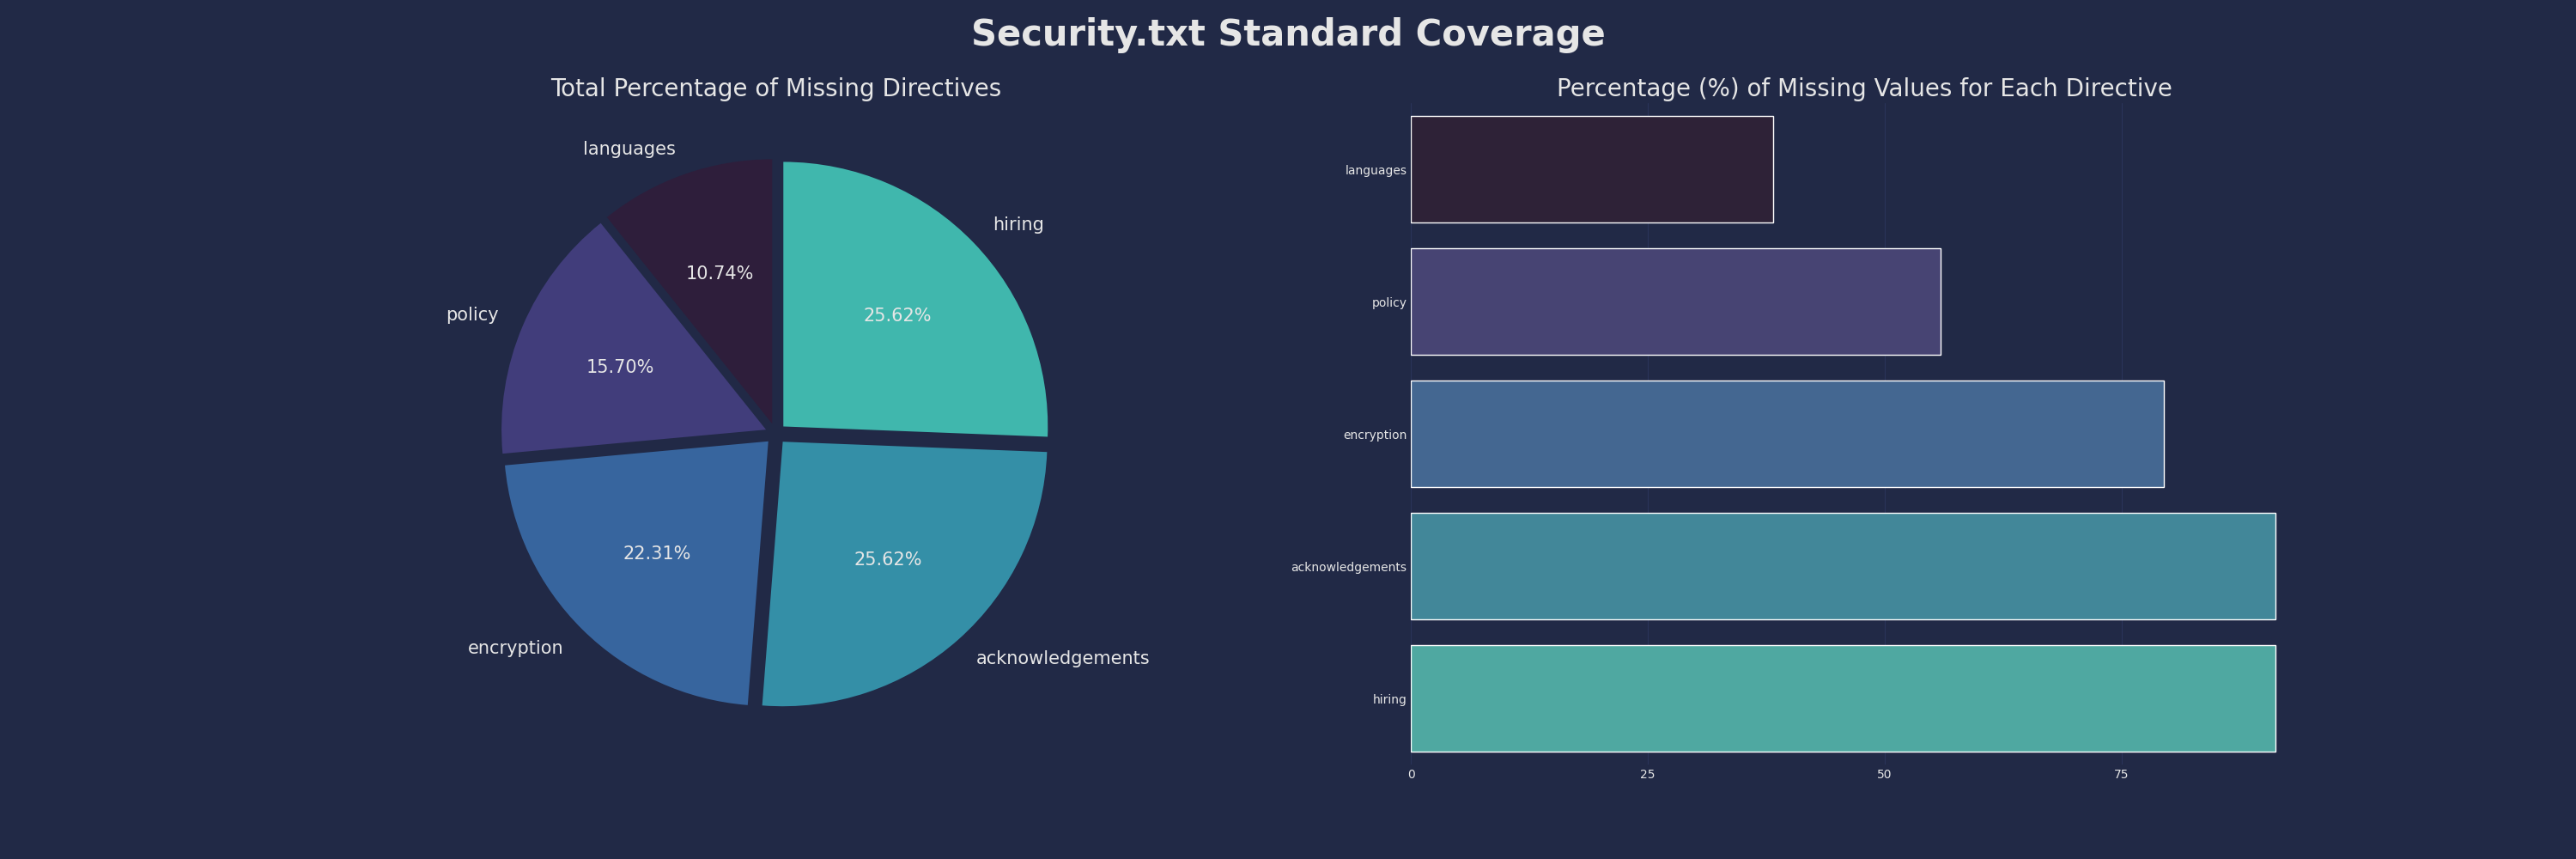 Security.txt Standard Coverage
Total Percentage of Missing Directives
languages
hiring
10.74%
25.62%
policy
15.70%
22.31%
25.62%
encryption
acknowledgements
Percentage (%) of Missing Values for Each Directive
languages
policy
encryption
acknowledgements
hiring
0 25 50 75